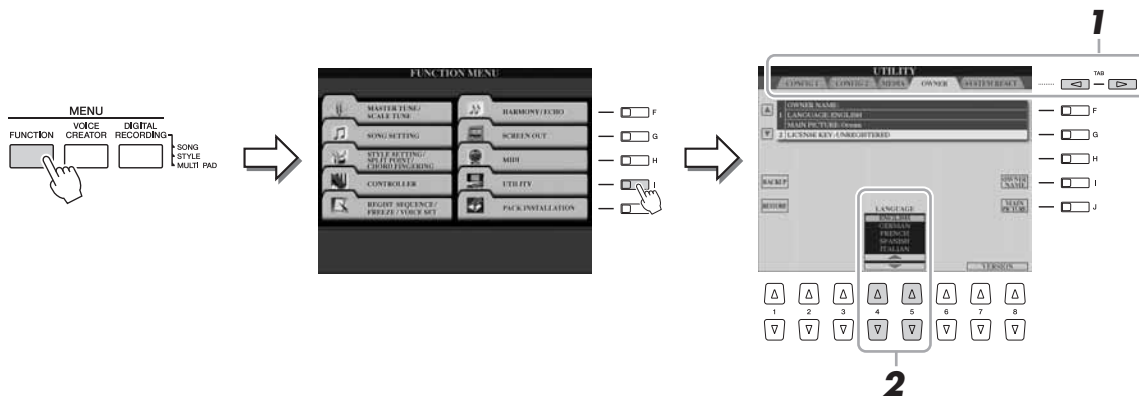 MENU
FUNCTION
VOICE
CREATOR
DIGITAL
RECORDING
SONG
STYLE
MULTI PAD
FUNCTION MENU
MASTER TUNE/
SCALE TUNE
HARMONY/ECHO
F
SONG SETTING
SCREEN OUT
G
STYLE SETTING/
SPLIT POINT/
CHORD FINGERING
MIDI
H
CONTROLLER
UTILITY
I
REGIST SEQUENCE/
FREEZE/VOICE SET
PACK INSTALLATION
J
1
UTILITY
CONFIG 1
CONFIG 2
MEDIA
OWNER
SYSTEM RESET
TAB
1
OWNER NAME:
LANGUAGE: ENGLISH
MAIN PICTURE: Ocean
2 LICENSE KEY: UNREGISTERED
F
G
H
BACKUP
OWNER
NAME
I
RESTORE
MAIN
PICTURE
J
LANGUAGE
ENGLISH
GERMAN
FRENCH
SPANISH
ITALIAN
VERSION
1 2 3 4 5 6 7 8
2